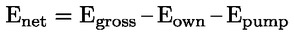 E_net = E_gross − E_own − E_pump